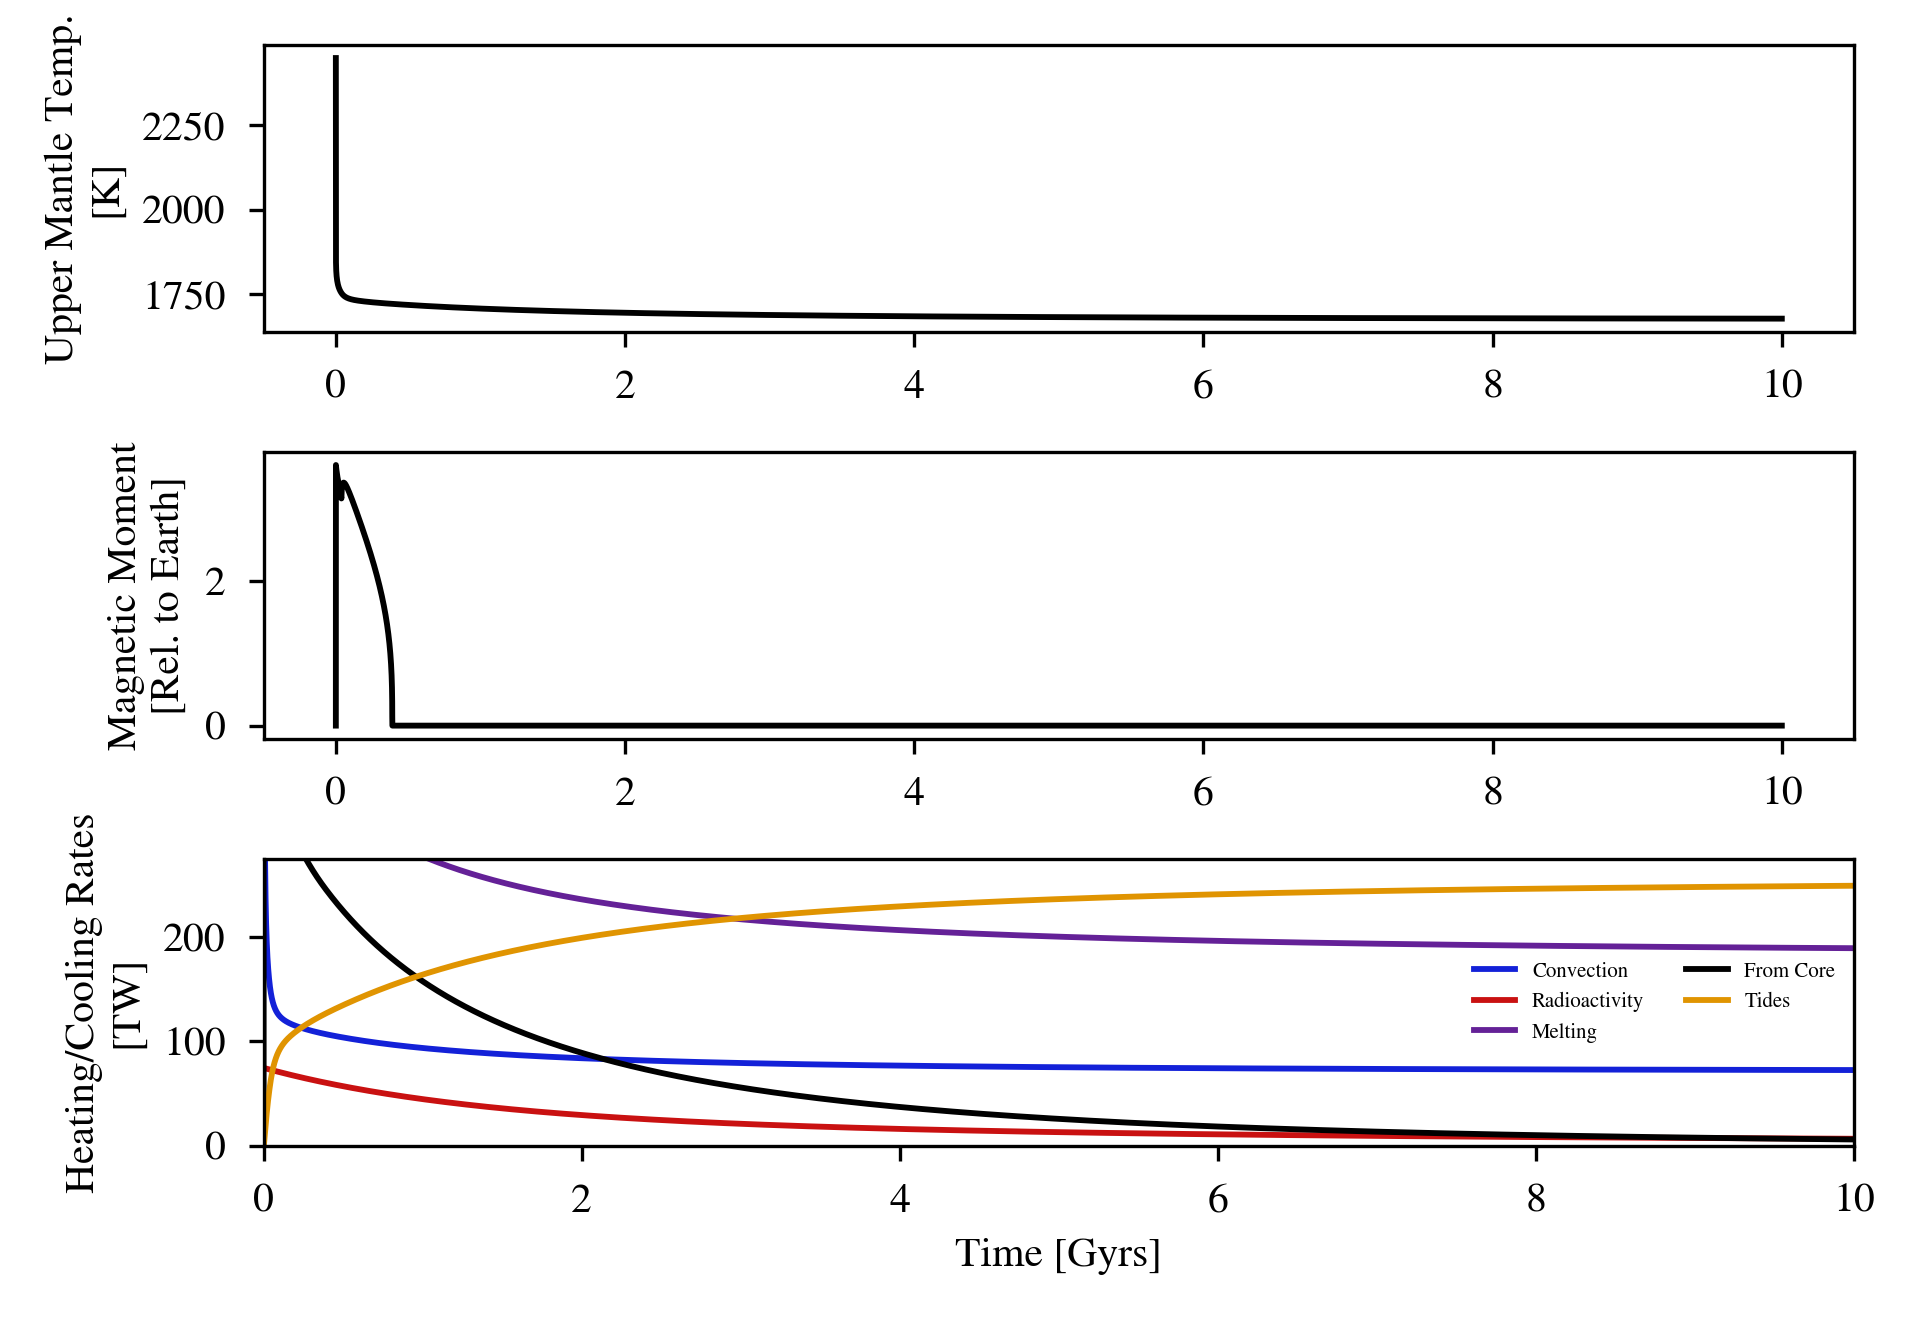 Upper Mantle Temp.
[K]
2250
2000
1750
0 2 4 6 8 10
Magnetic Moment
[Rel. to Earth]
2
0
0 2 4 6 8 10
Heating/Cooling Rates
[TW]
200
100
0
Convection
Radioactivity
Melting
From Core
Tides
0 2 4 6 8 10
Time [Gyrs]